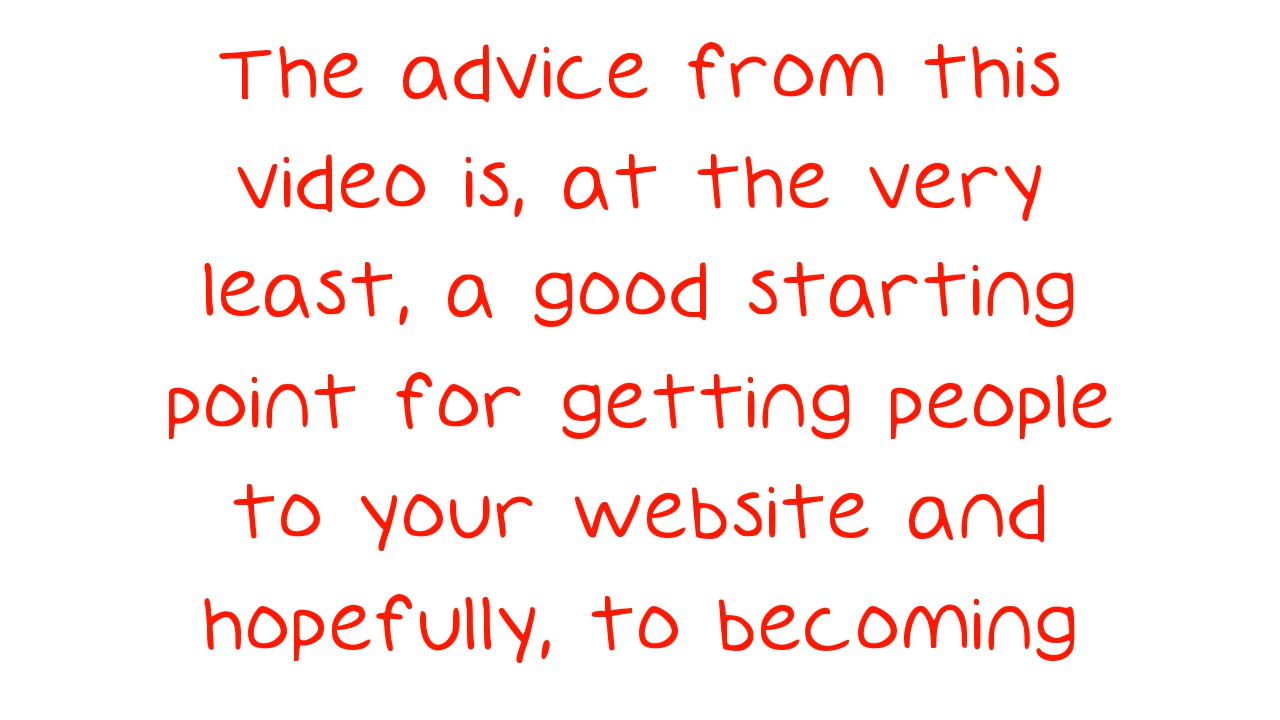 The advice from this
video is, at the very
least, a good starting
point for getting people
to your website and
hopefully, to becoming